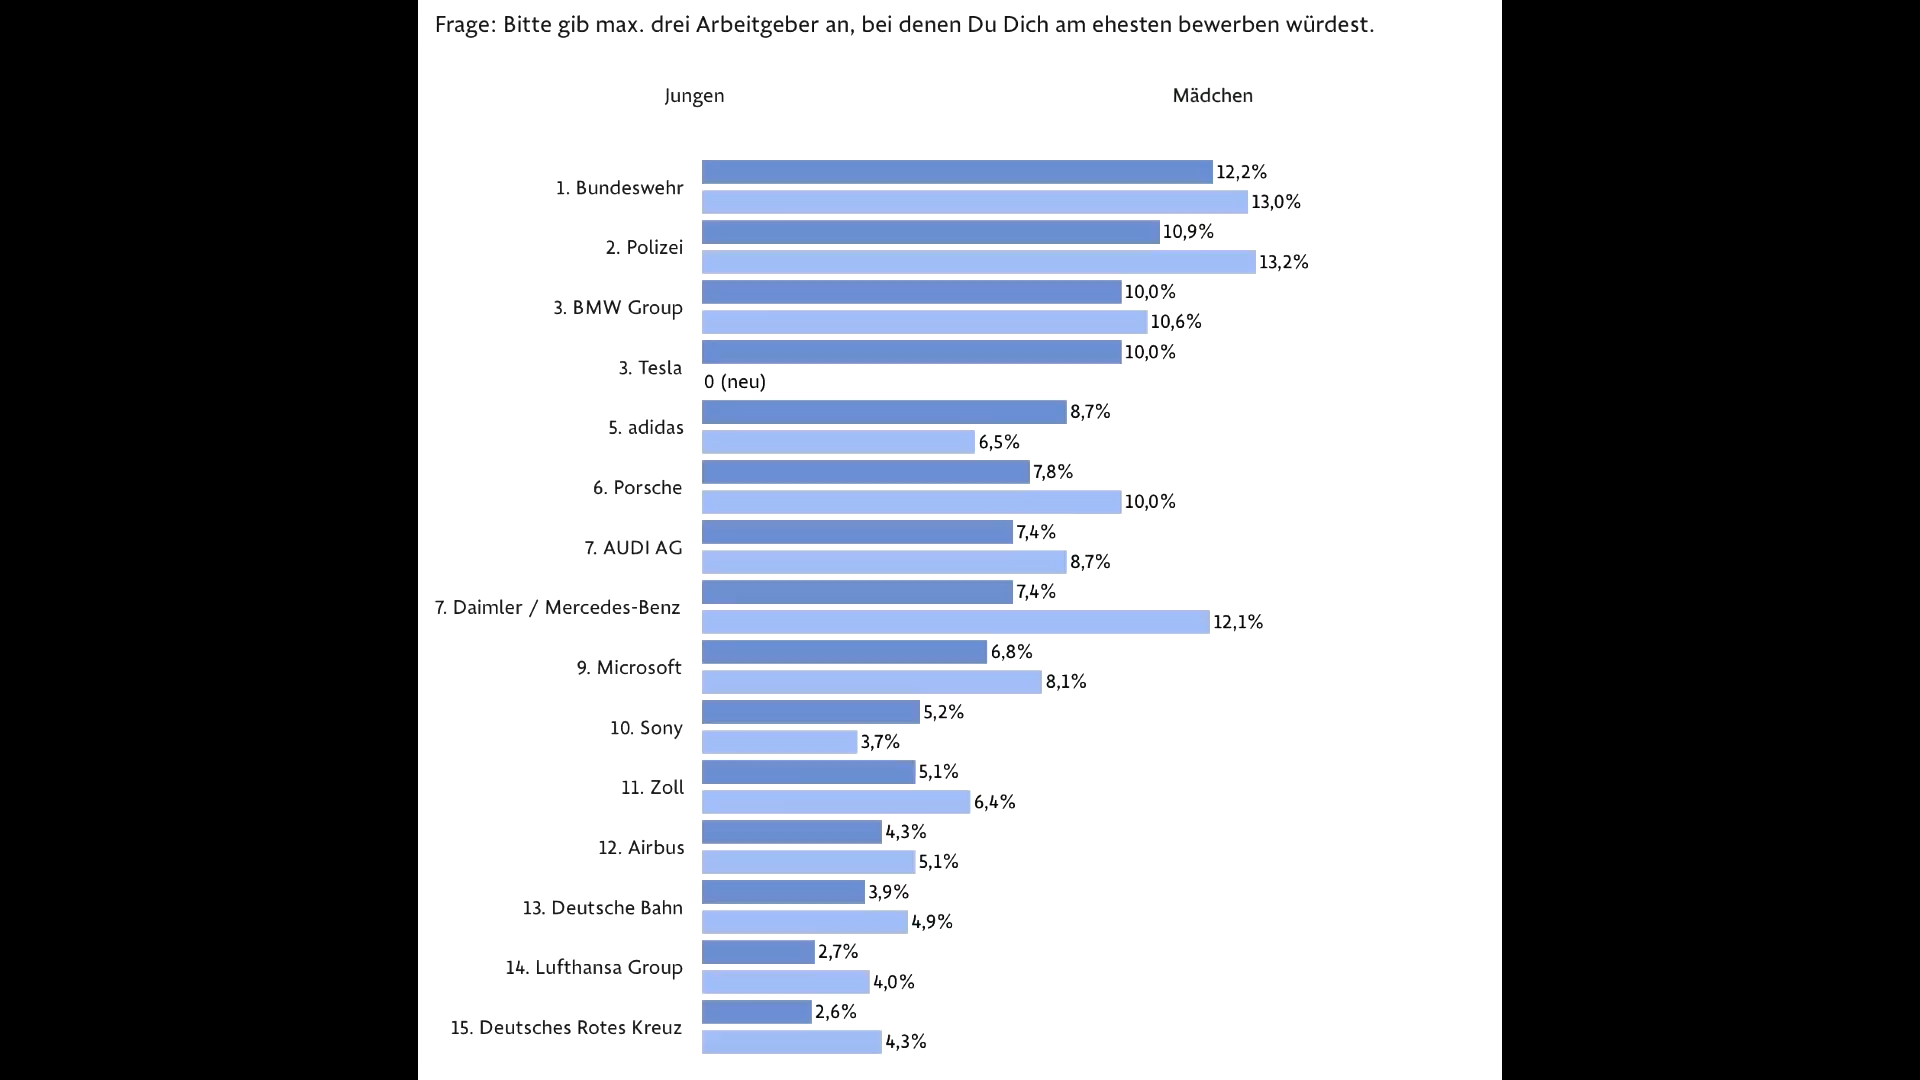 Frage: Bitte gib max. drei Arbeitgeber an, bei denen Du Dich am ehesten bewerben würdest.
Jungen
Mädchen
1. Bundeswehr
12,2%
13,0%
2. Polizei
10,9%
13,2%
3. BMW Group
10,0%
10,6%
3. Tesla
10,0%
0 (neu)
5. adidas
8,7%
6,5%
6. Porsche
7,8%
10,0%
7. AUDI AG
7,4%
8,7%
7. Daimler / Mercedes-Benz
7,4%
12,1%
9. Microsoft
6,8%
8,1%
10. Sony
5,2%
3,7%
11. Zoll
5,1%
6,4%
12. Airbus
4,3%
5,1%
13. Deutsche Bahn
3,9%
4,9%
14. Lufthansa Group
2,7%
4,0%
15. Deutsches Rotes Kreuz
2,6%
4,3%